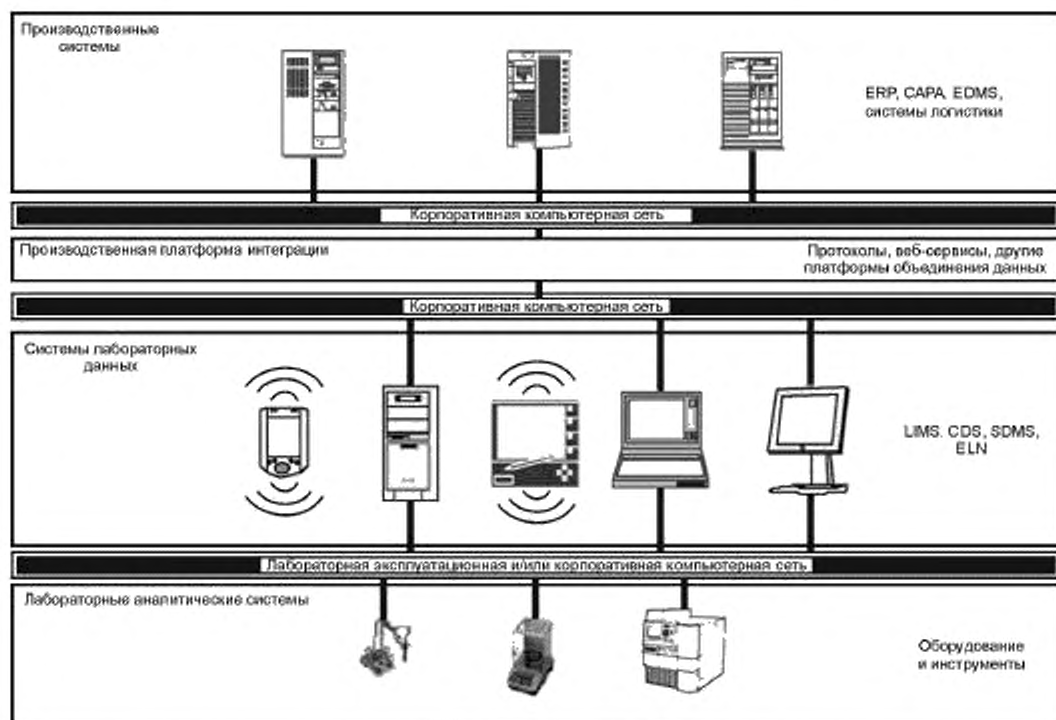 Производственные
системы
ERP, CAPA, EDMS,
системы логистики
Корпоративная компьютерная сеть
Производственная платформа интеграции
Протоколы, веб-сервисы, другие
платформы объединения данных
Корпоративная компьютерная сеть
Системы лабораторных
данных
LIMS. CDS, SDMS,
ELN
Лабораторная эксплуатационная и/или корпоративная компьютерная сеть
Лабораторные аналитические системы
Оборудование
и инструменты